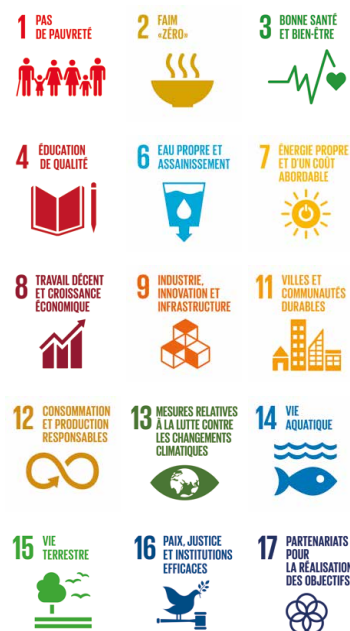 1 PAS
DE PAUVRETÉ
2 FAIM
«ZÉRO»
3 BONNE SANTÉ
ET BIEN-ÊTRE
4 ÉDUCATION
DE QUALITÉ
6 EAU PROPRE ET
ASSAINISSEMENT
7 ÉNERGIE PROPRE
ET D'UN COÛT
ABORDABLE
8 TRAVAIL DÉCENT
ET CROISSANCE
ÉCONOMIQUE
9 INDUSTRIE,
INNOVATION ET
INFRASTRUCTURE
11 VILLES ET
COMMUNAUTÉS
DURABLES
12 CONSOMMATION
ET PRODUCTION
RESPONSABLES
13 MESURES RELATIVES
À LA LUTTE CONTRE
LES CHANGEMENTS
CLIMATIQUES
14 VIE
AQUATIQUE
15 VIE
TERRESTRE
16 PAIX, JUSTICE
ET INSTITUTIONS
EFFICACES
17 PARTENARIATS
POUR
LA RÉALISATION
DES OBJECTIFS